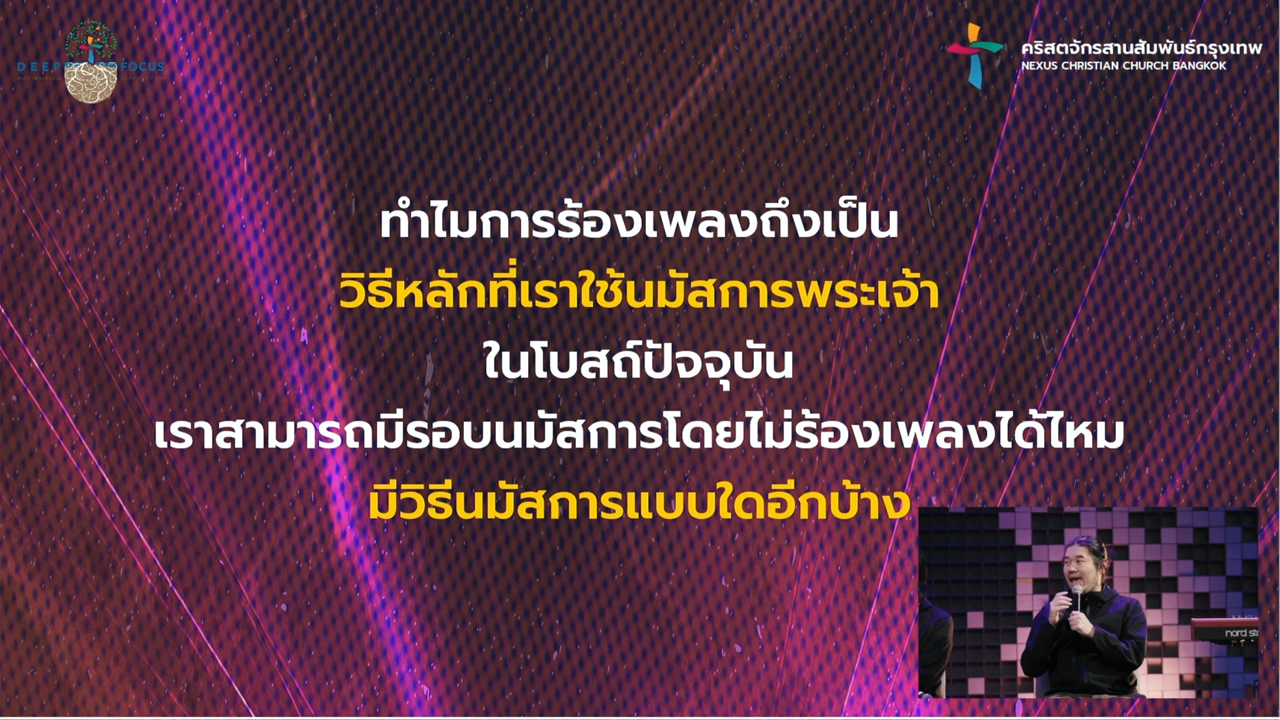 DEEP FOCUS
คริสตจักรสานสัมพันธ์กรุงเทพ
NEXUS CHRISTIAN CHURCH BANGKOK
ทำไมการร้องเพลงถึงเป็น
วิธีหลักที่เราใช้นมัสการพระเจ้า
ในโบสถ์ปัจจุบัน
เราสามารถมีรอบนมัสการโดยไม่ร้องเพลงได้ไหม
มีวิธีนมัสการแบบใดอีกบ้าง
nord